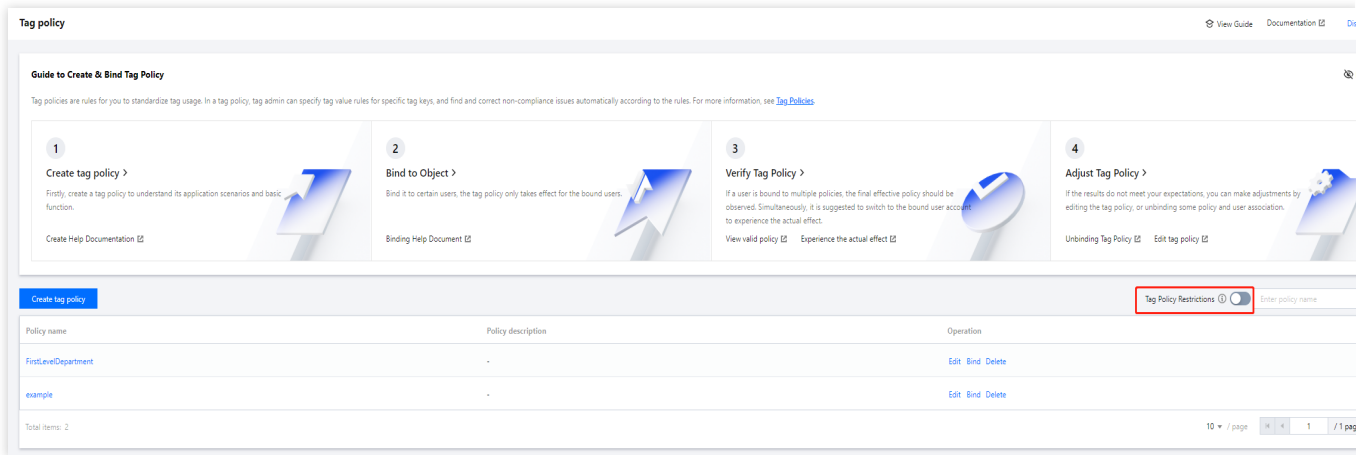 Tag policy
View Guide Documentation
Guide to Create & Bind Tag Policy
Tag policies are rules for you to standardize tag usage. In a tag policy, tag admin can specify tag value rules for specific tag keys, and find and correct non-compliance issues automatically according to the rules. For more information, see Tag Policies.
1
Create tag policy >
Firstly, create a tag policy to understand its application scenarios and basic
function.
Create Help Documentation
2
Bind to Object >
Bind it to certain users, the tag policy only takes effect for the bound users.
Binding Help Document
3
Verify Tag Policy >
If a user is bound to multiple policies, the final effective policy should be
observed. Simultaneously, it is suggested to switch to the bound user account
to experience the actual effect.
View valid policy Experience the actual effect
4
Adjust Tag Policy >
If the results do not meet your expectations, you can make adjustments by
editing the tag policy, or unbinding some policy and user association.
Unbinding Tag Policy Edit tag policy
Create tag policy
Tag Policy Restrictions Enter policy name
Policy name Policy description Operation
FirstLevelDepartment - Edit Bind Delete
example - Edit Bind Delete
Total items: 2 10 / page 1 / 1 pag